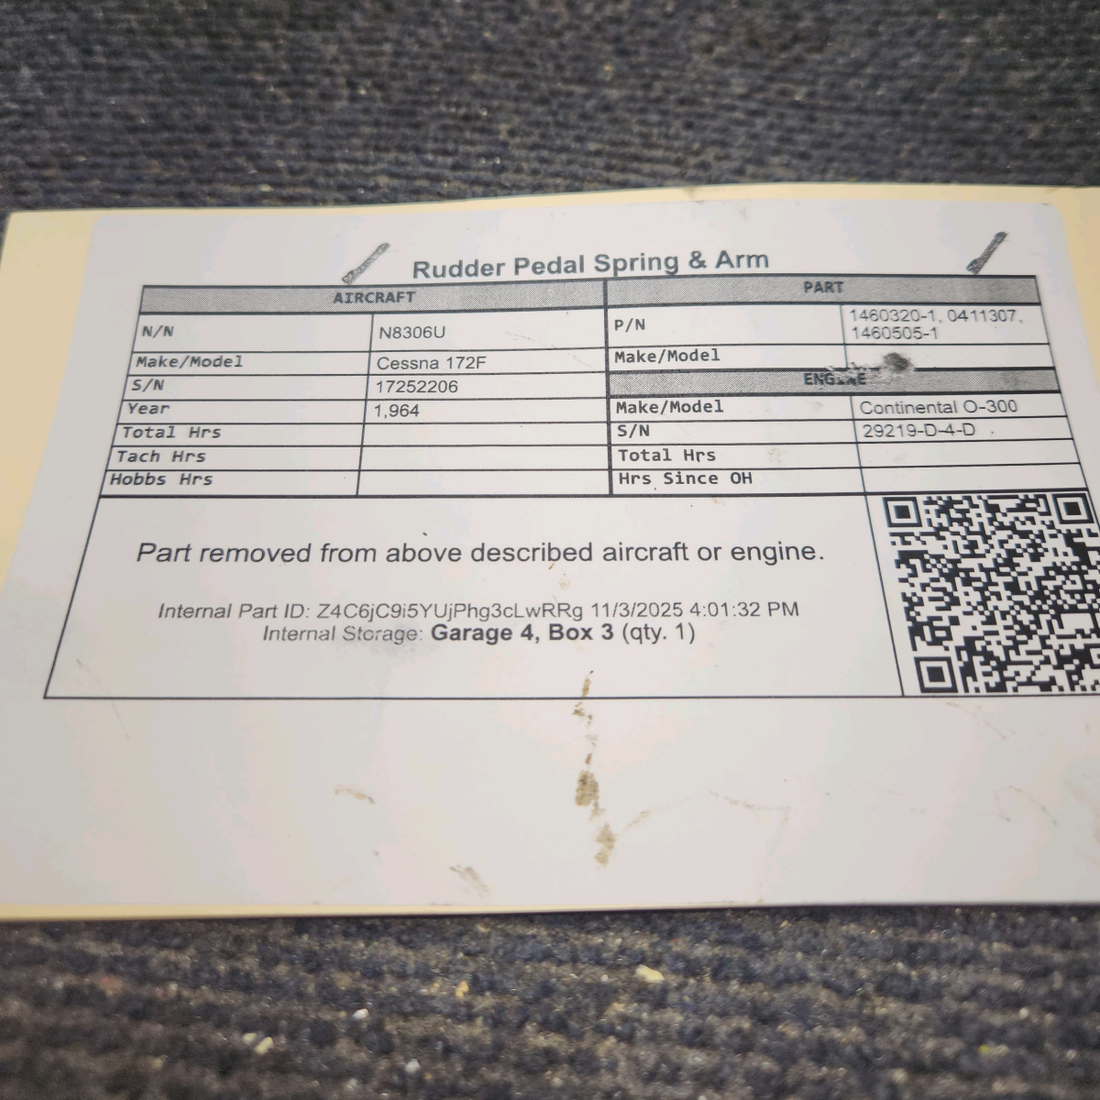 Rudder Pedal Spring & Arm
AIRCRAFT PART
N/N N8306U P/N 1460320-1, 0411307,
1460505-1
Make/Model Cessna 172F Make/Model
S/N 17252206 ENGINE
Year 1,964 Make/Model Continental O-300
Total Hrs S/N 29219-D-4-D
Tach Hrs Total Hrs
Hobbs Hrs Hrs Since OH
Part removed from above described aircraft or engine.
Internal Part ID: Z4C6jC9i5YUjPhg3cLwRRg 11/3/2025 4:01:32 PM
Internal Storage: Garage 4, Box 3 (qty. 1)